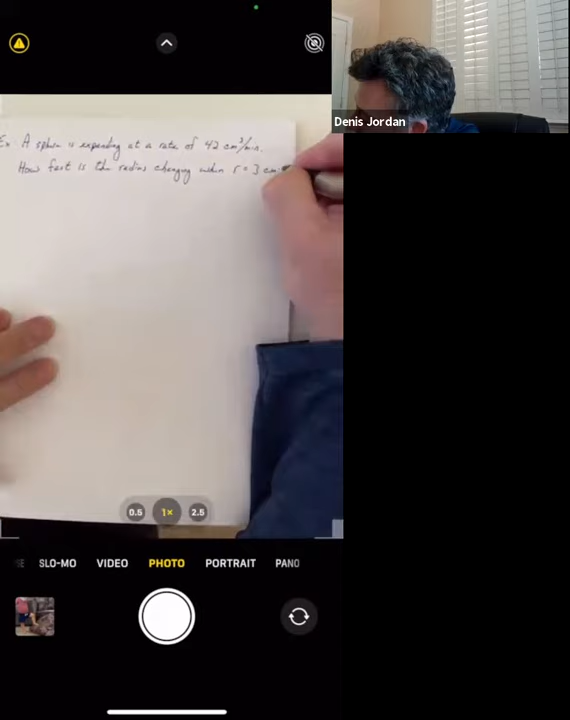 Denis Jordan
Ex: A sphere is expanding at a rate of 42 cm³/min.
How fast is the radius changing when r = 3 cm
0.5 1× 2.5
SLO-MO VIDEO PHOTO PORTRAIT PANO